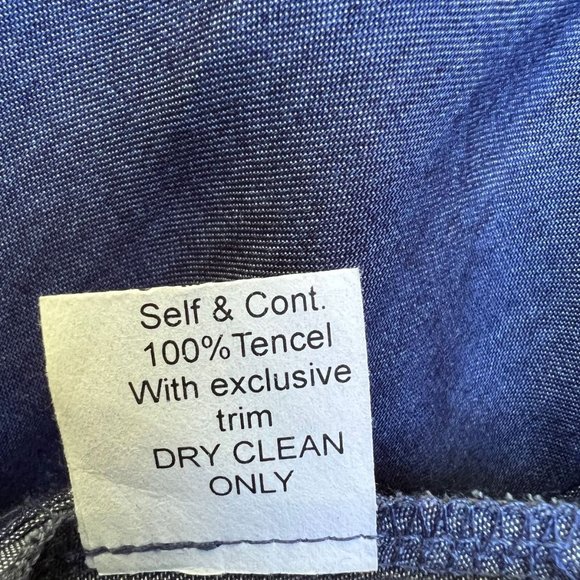 Self & Cont.
100%Tencel
With exclusive
trim
DRY CLEAN
ONLY